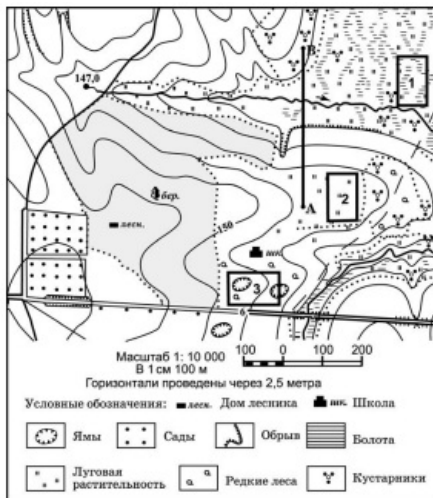 147,0
В
1
бер.
лесн.
150
А
2
шк.
3
6
Масштаб 1: 10 000
В 1 см 100 м
100 0 100 200
Горизонтали проведены через 2,5 метра
Условные обозначения: лесн. Дом лесника шк. Школа
Ямы Сады Обрыв Болота
Луговая растительность Редкие леса Кустарники